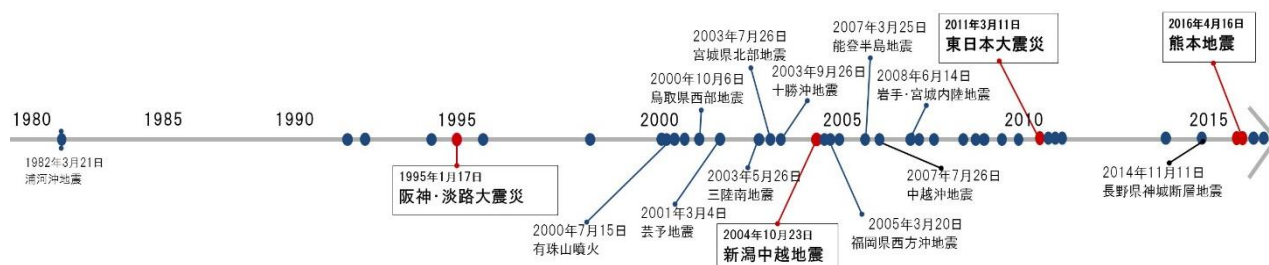 1980
1985
1990
1995
2000
2005
2010
2015
1982年3月21日
浦河沖地震
1995年1月17日
阪神・淡路大震災
2000年7月15日
有珠山噴火
2000年10月6日
鳥取県西部地震
2001年3月4日
芸予地震
2003年5月26日
三陸南地震
2003年7月26日
宮城県北部地震
2003年9月26日
十勝沖地震
2004年10月23日
新潟中越地震
2005年3月20日
福岡県西方沖地震
2007年3月25日
能登半島地震
2007年7月26日
中越沖地震
2008年6月14日
岩手・宮城内陸地震
2011年3月11日
東日本大震災
2014年11月11日
長野県神城断層地震
2016年4月16日
熊本地震